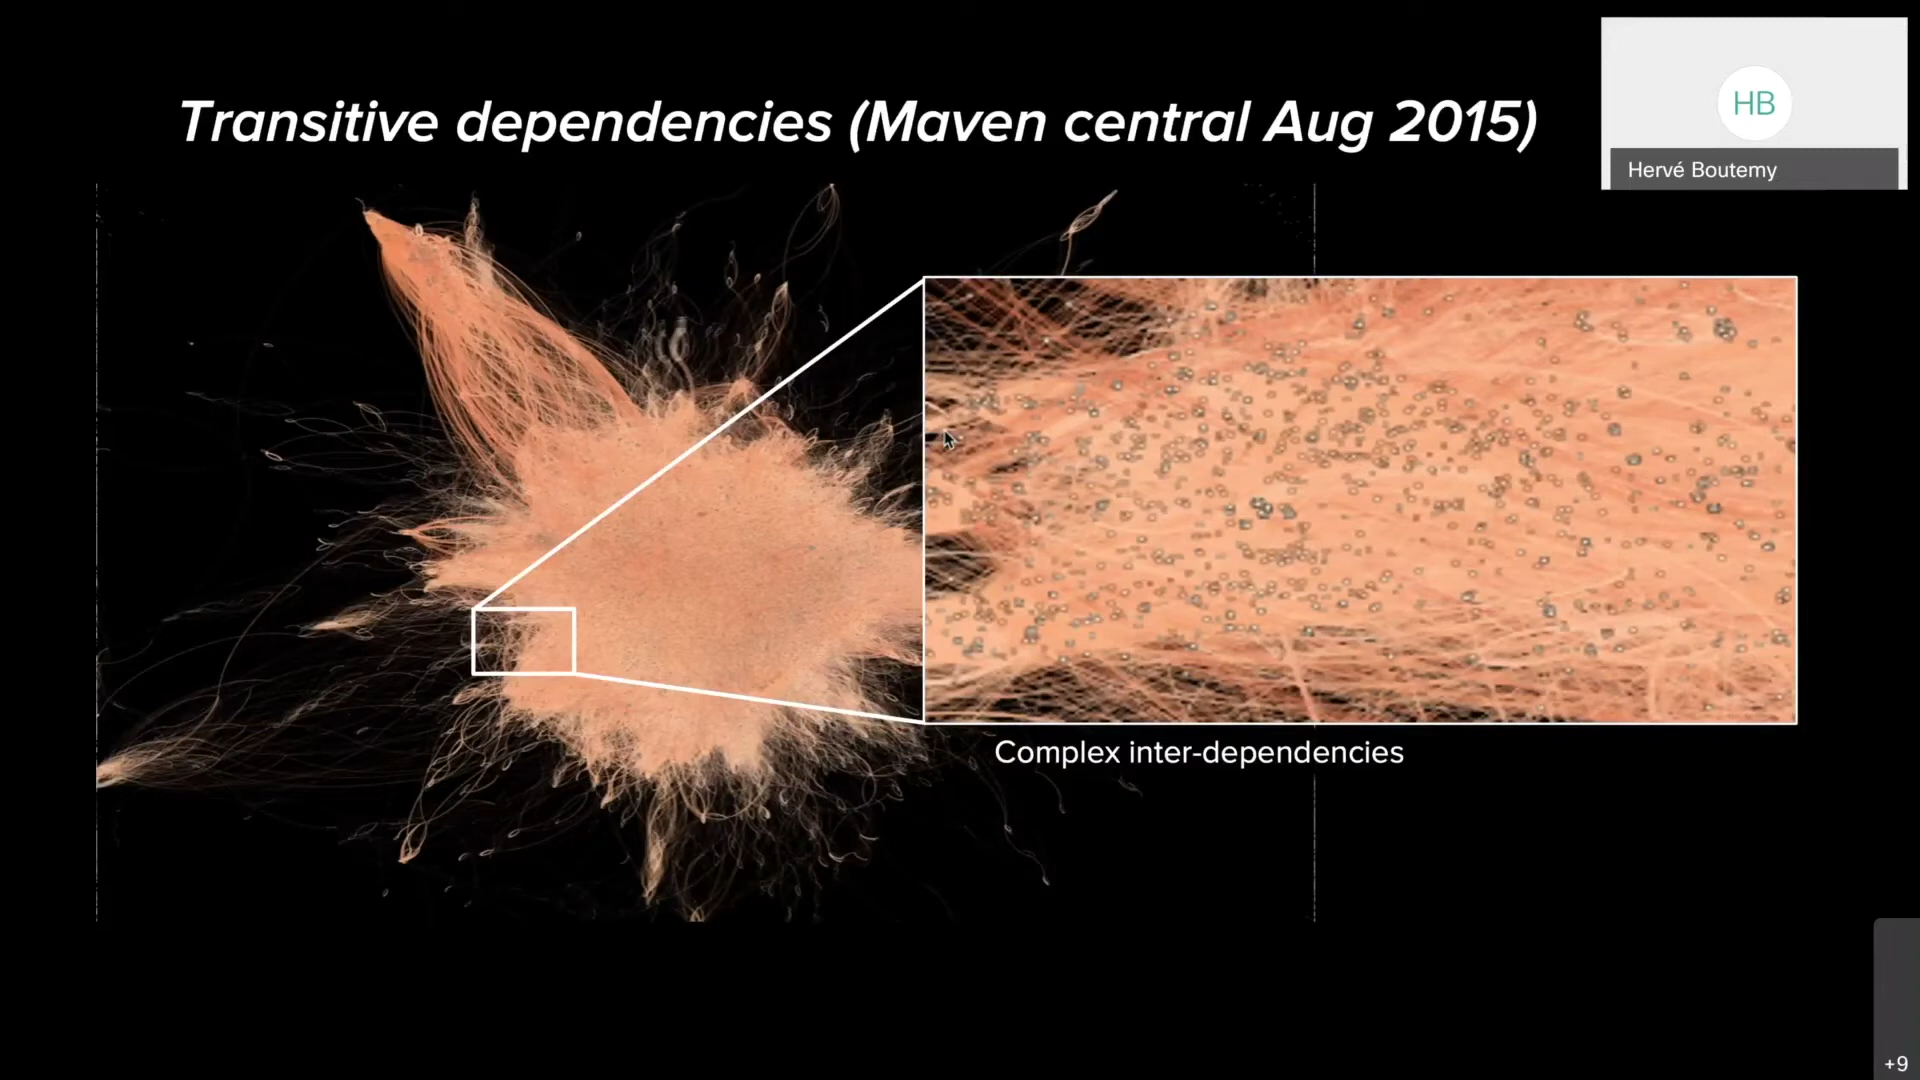 Transitive dependencies (Maven central Aug 2015)
HB
Hervé Boutemy
Complex inter-dependencies
+9